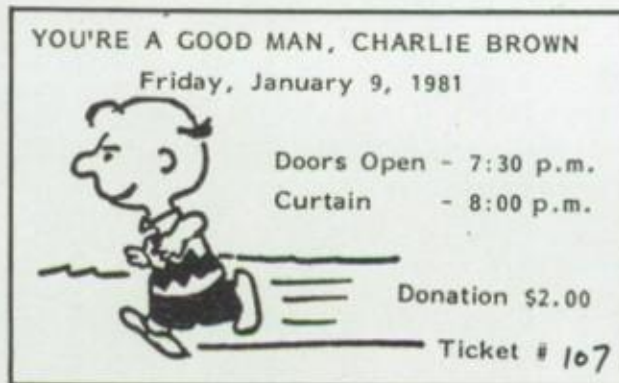 YOU'RE A GOOD MAN, CHARLIE BROWN
Friday, January 9, 1981
Doors Open - 7:30 p.m.
Curtain - 8:00 p.m.
Donation $2.00
Ticket # 107